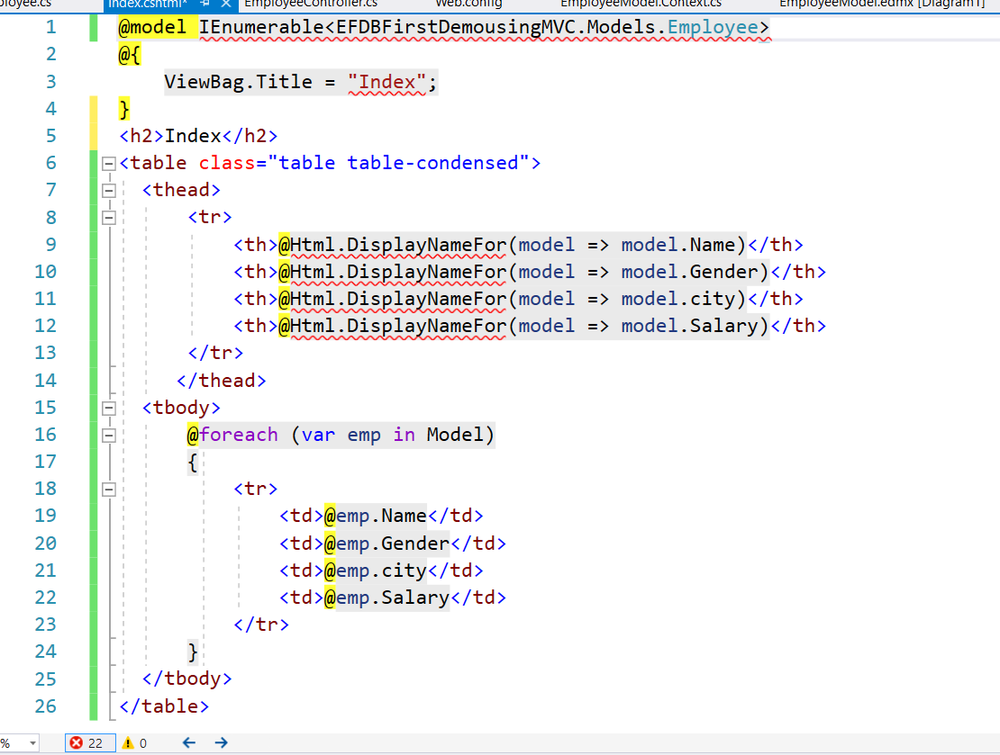 ployee.cs Index.cshtml* EmployeeController.cs Web.config EmployeeModel.Context.cs EmployeeModel.edmx [Diagram1]
1 @model IEnumerable<EFDBFirstDemousingMVC.Models.Employee>
2 @{
3 ViewBag.Title = "Index";
4 }
5 <h2>Index</h2>
6 <table class="table table-condensed">
7 <thead>
8 <tr>
9 <th>@Html.DisplayNameFor(model => model.Name)</th>
10 <th>@Html.DisplayNameFor(model => model.Gender)</th>
11 <th>@Html.DisplayNameFor(model => model.city)</th>
12 <th>@Html.DisplayNameFor(model => model.Salary)</th>
13 </tr>
14 </thead>
15 <tbody>
16 @foreach (var emp in Model)
17 {
18 <tr>
19 <td>@emp.Name</td>
20 <td>@emp.Gender</td>
21 <td>@emp.city</td>
22 <td>@emp.Salary</td>
23 </tr>
24 }
25 </tbody>
26 </table>
% 22 0